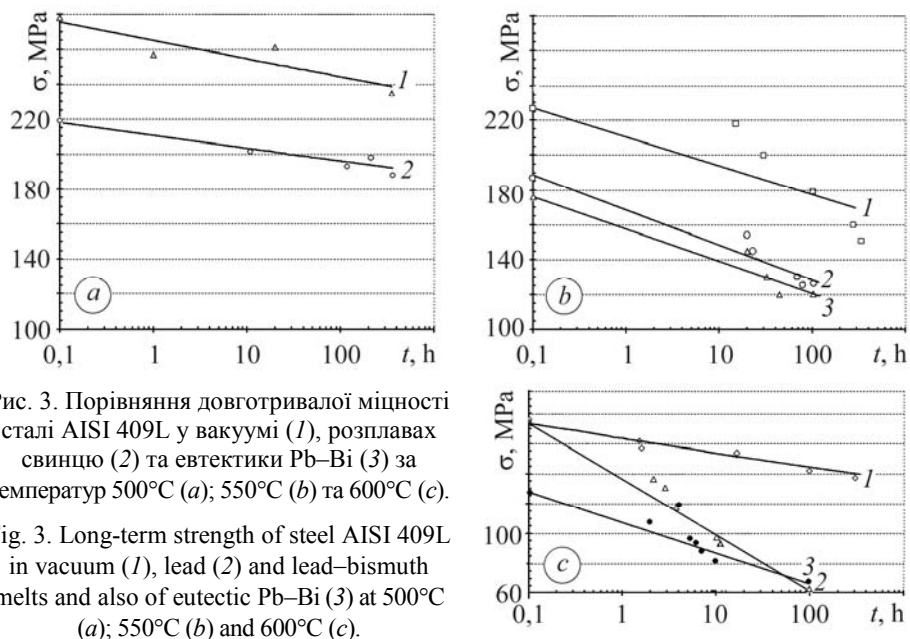 σ, MPa
220
180
140
100
0,1
1
10
100
t, h
1
2
a
σ, MPa
220
180
140
100
0,1
1
10
100
t, h
1
2
3
b
ис. 3. Порівняння довготривалої міцності
сталі AISI 409L у вакуумі (1), розплавах
свинцю (2) та евтектики Pb–Bi (3) за
емператур 500°C (a); 550°C (b) та 600°C (c).
ig. 3. Long-term strength of steel AISI 409L
in vacuum (1), lead (2) and lead–bismuth
melts and also of eutectic Pb–Bi (3) at 500°C
(a); 550°C (b) and 600°C (c).
σ, MPa
100
60
0,1
1
10
100
t, h
1
3
2
c